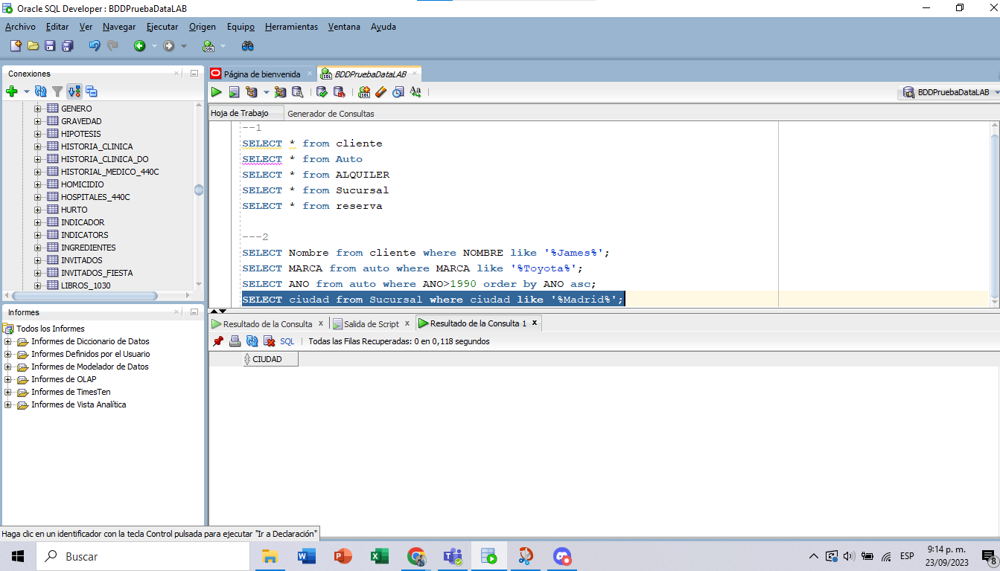 Oracle SQL Developer : BDDPruebaDataLAB
Archivo Editar Ver Navegar Ejecutar Origen Equipo Herramientas Ventana Ayuda
Conexiones
GENERO
GRAVEDAD
HIPOTESIS
HISTORIA_CLINICA
HISTORIA_CLINICA_DO
HISTORIAL_MEDICO_440C
HOMICIDIO
HOSPITALES_440C
HURTO
INDICADOR
INDICATORS
INGREDIENTES
INVITADOS
INVITADOS_FIESTA
LIBROS_1030
Informes
Todos los Informes
Informes de Diccionario de Datos
Informes Definidos por el Usuario
Informes de Modelador de Datos
Informes de OLAP
Informes de TimesTen
Informes de Vista Analítica
Página de bienvenida BDDPruebaDataLAB
BDDPruebaDataLAB
Hoja de Trabajo Generador de Consultas
--1
SELECT * from cliente
SELECT * from Auto
SELECT * from ALQUILER
SELECT * from Sucursal
SELECT * from reserva
---2
SELECT Nombre from cliente where NOMBRE like '%James%';
SELECT MARCA from auto where MARCA like '%Toyota%';
SELECT ANO from auto where ANO>1990 order by ANO asc;
SELECT ciudad from Sucursal where ciudad like '%Madrid%';
Resultado de la Consulta x Salida de Script x Resultado de la Consulta 1 x
SQL Todas las Filas Recuperadas: 0 en 0,118 segundos
CIUDAD
Haga clic en un identificador con la tecla Control pulsada para ejecutar "Ir a Declaración"
Buscar
ESP
9:14 p. m.
23/09/2023
8